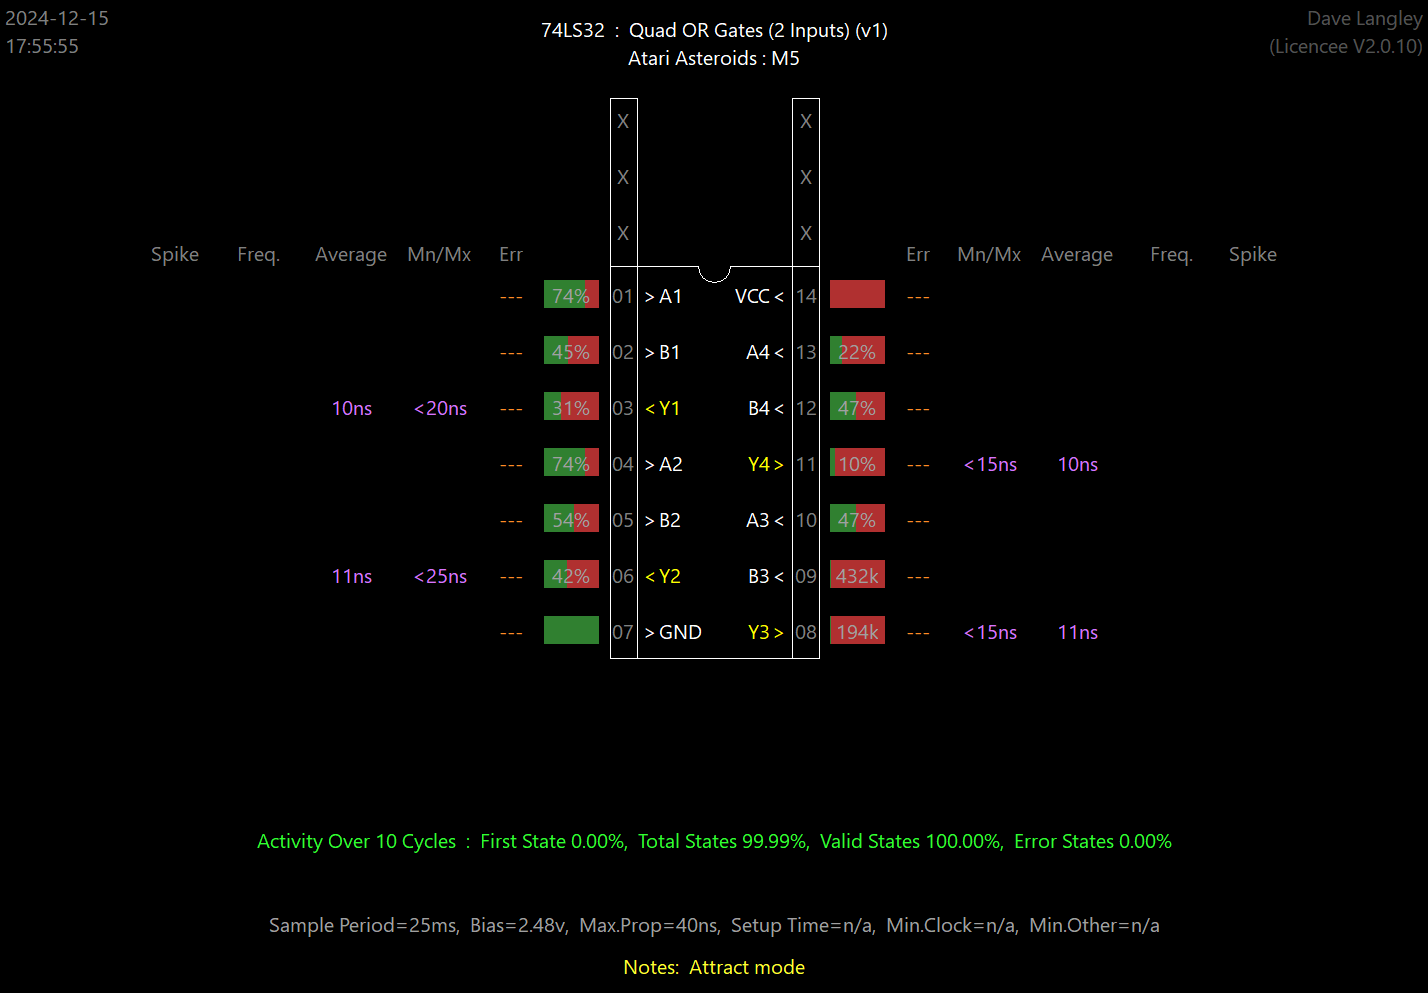 2024-12-15
17:55:55
74LS32 : Quad OR Gates (2 Inputs) (v1)
Atari Asteroids : M5
Dave Langley
(Licencee V2.0.10)
X X
X X
X X
Spike Freq. Average Mn/Mx Err Err Mn/Mx Average Freq. Spike
--- 74% 01 >A1 VCC< 14 ---
--- 45% 02 >B1 A4< 13 22% ---
10ns <20ns --- 31% 03 <Y1 B4< 12 47% ---
--- 74% 04 >A2 Y4> 11 10% --- <15ns 10ns
--- 54% 05 >B2 A3< 10 47% ---
11ns <25ns --- 42% 06 <Y2 B3< 09 432k ---
--- 07 >GND Y3> 08 194k --- <15ns 11ns
Activity Over 10 Cycles : First State 0.00%, Total States 99.99%, Valid States 100.00%, Error States 0.00%
Sample Period=25ms, Bias=2.48v, Max.Prop=40ns, Setup Time=n/a, Min.Clock=n/a, Min.Other=n/a
Notes: Attract mode